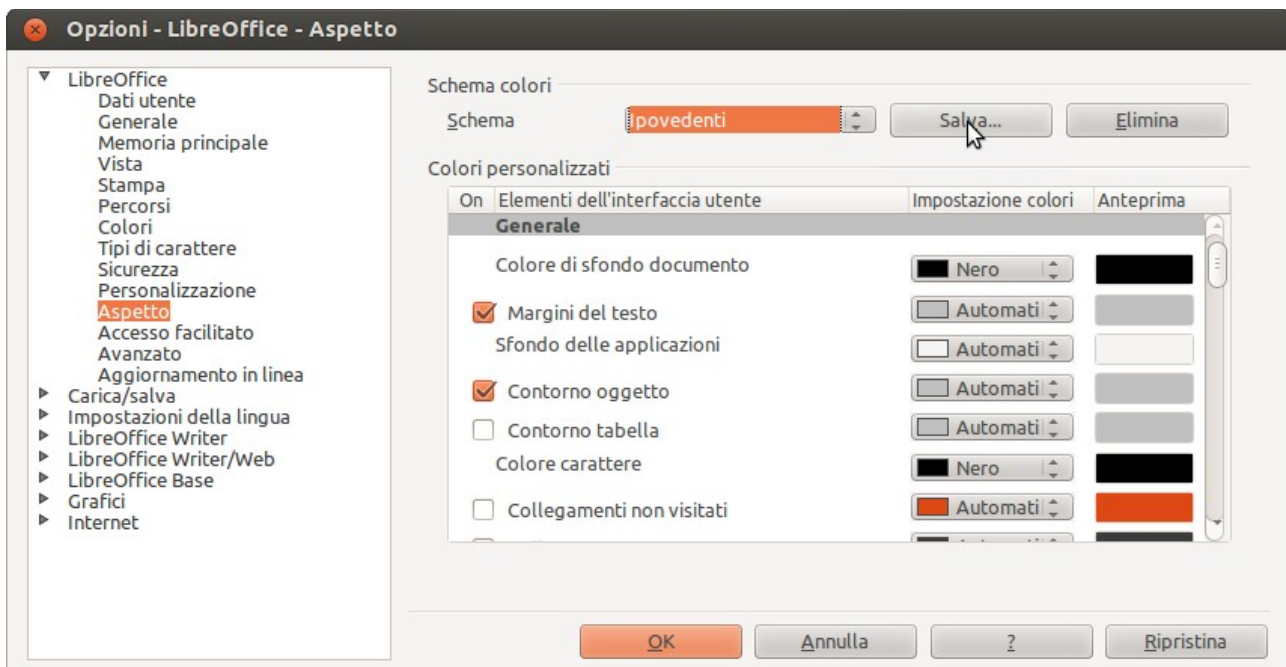 Opzioni - LibreOffice - Aspetto
LibreOffice
Dati utente
Generale
Memoria principale
Vista
Stampa
Percorsi
Colori
Tipi di carattere
Sicurezza
Personalizzazione
Aspetto
Accesso facilitato
Avanzato
Aggiornamento in linea
Carica/salva
Impostazioni della lingua
LibreOffice Writer
LibreOffice Writer/Web
LibreOffice Base
Grafici
Internet
Schema colori
Schema Ipovedenti Salva... Elimina
Colori personalizzati
On Elementi dell'interfaccia utente Impostazione colori Anteprima
Generale
Colore di sfondo documento Nero
Margini del testo Automati
Sfondo delle applicazioni Automati
Contorno oggetto Automati
Contorno tabella Automati
Colore carattere Nero
Collegamenti non visitati Automati
OK Annulla ? Ripristina